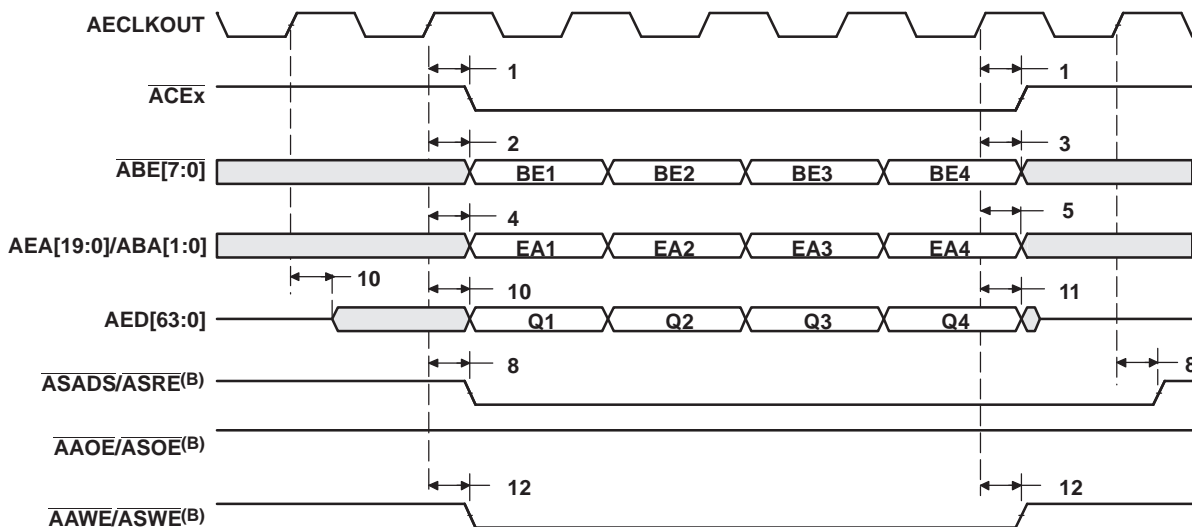 AECLKOUT
1 1
ACEx
2 3
ABE[7:0]
BE1 BE2 BE3 BE4
4 5
AEA[19:0]/ABA[1:0]
EA1 EA2 EA3 EA4
10 10 11
AED[63:0]
Q1 Q2 Q3 Q4
8 8
ASADS/ASRE(B)
AAOE/ASOE(B)
12 12
AAWE/ASWE(B)